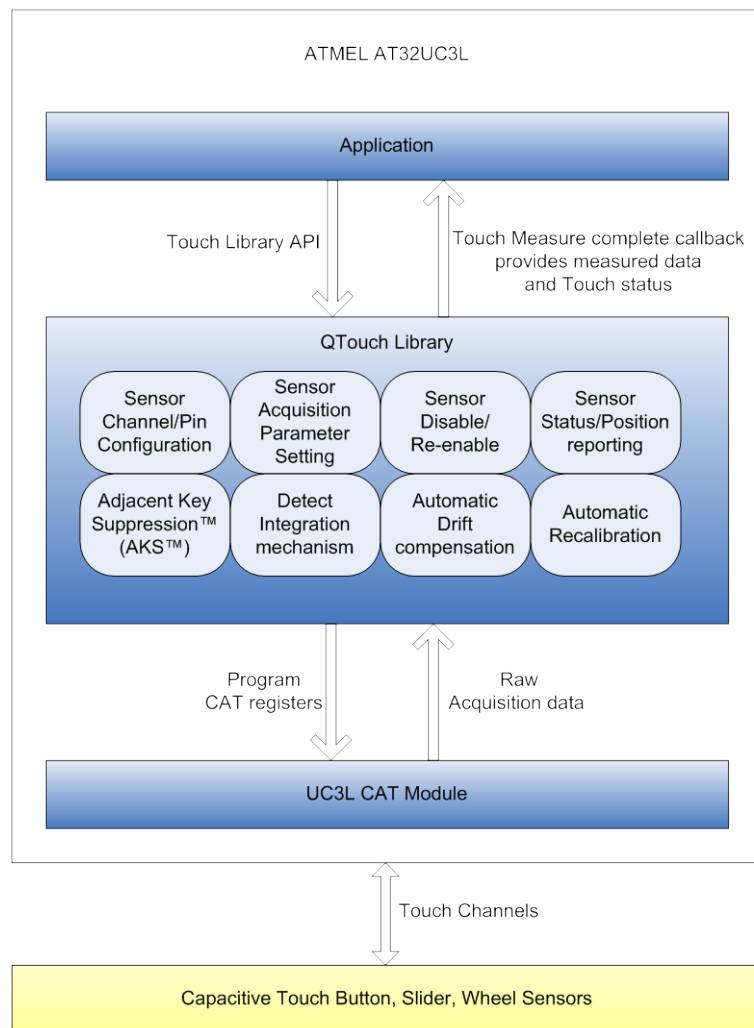 ATMEL AT32UC3L
Application
Touch Library API
Touch Measure complete callback
provides measured data
and Touch status
QTouch Library
Sensor
Channel/Pin
Configuration
Sensor
Acquisition
Parameter
Setting
Sensor
Disable/
Re-enable
Sensor
Status/Position
reporting
Adjacent Key
Suppression™
(AKS™)
Detect
Integration
mechanism
Automatic
Drift
compensation
Automatic
Recalibration
Program
CAT registers
Raw
Acquisition data
UC3L CAT Module
Touch Channels
Capacitive Touch Button, Slider, Wheel Sensors